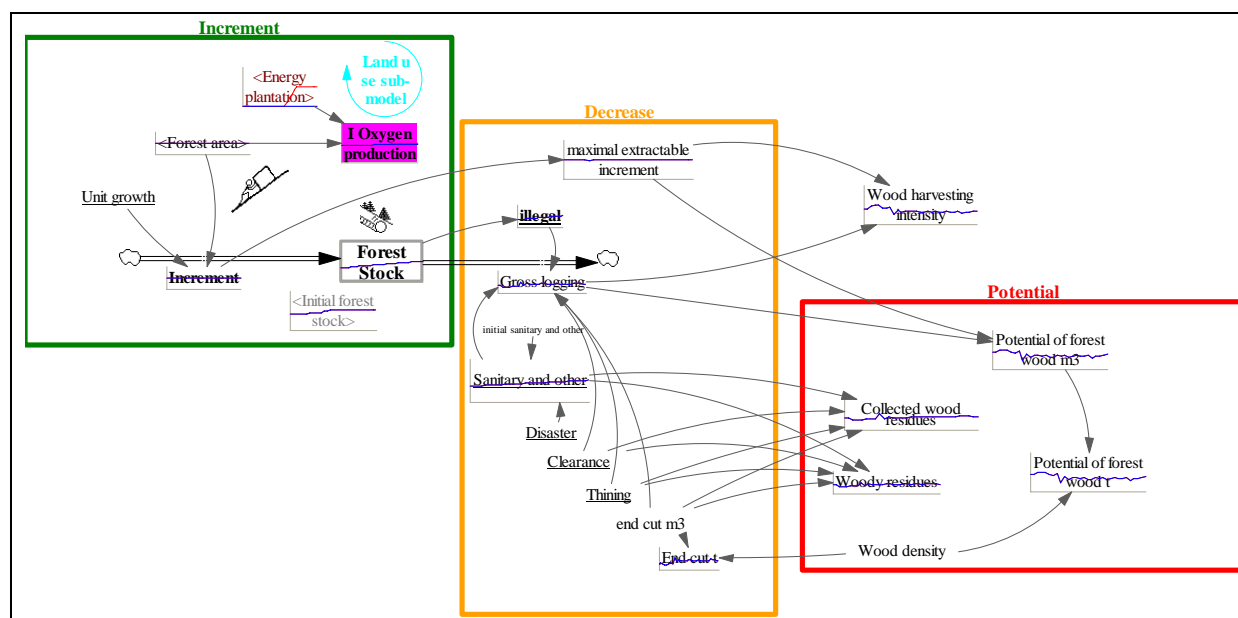 Increment
Land u
se sub-
model
<Energy
plantation>
I Oxygen
production
<Forest area>
Unit growth
Forest
Stock
Increment
<Initial forest
stock>
Decrease
maximal extractable
increment
illegal
Gross logging
initial sanitary and other
Sanitary and other
Disaster
Clearance
Thining
end cut m3
End cut t
Wood harvesting
intensity
Potential
Potential of forest
wood m3
Collected wood
residues
Woody residues
Potential of forest
wood t
Wood density